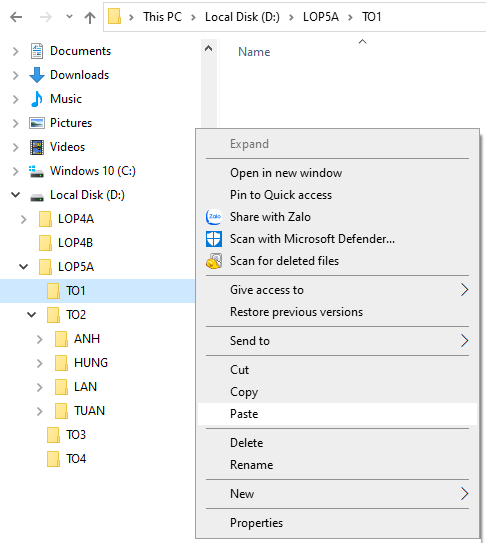 This PC > Local Disk (D:) > LOP5A > TO1
Name
Documents
Downloads
Music
Pictures
Videos
Windows 10 (C:)
Local Disk (D:)
LOP4A
LOP4B
LOP5A
TO1
TO2
ANH
HUNG
LAN
TUAN
TO3
TO4
Expand
Open in new window
Pin to Quick access
Zalo Share with Zalo
Scan with Microsoft Defender...
Scan for deleted files
Give access to
Restore previous versions
Send to
Cut
Copy
Paste
Delete
Rename
New
Properties